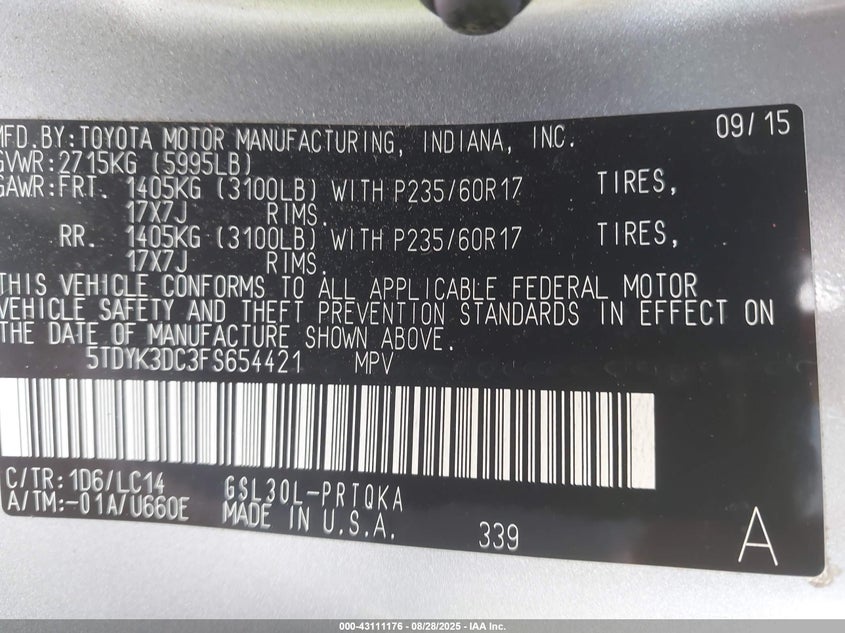 MFD.BY:TOYOTA MOTOR MANUFACTURING, INDIANA, INC. 09/15
GVWR:2715KG (5995LB)
GAWR:FRT. 1405KG (3100LB) WITH P235/60R17 TIRES,
17X7J RIMS.
RR. 1405KG (3100LB) WITH P235/60R17 TIRES,
17X7J RIMS.
THIS VEHICLE CONFORMS TO ALL APPLICABLE FEDERAL MOTOR
VEHICLE SAFETY AND THEFT PREVENTION STANDARDS IN EFFECT ON
THE DATE OF MANUFACTURE SHOWN ABOVE.
5TDYK3DC3FS654421 MPV
C/TR:1D6/LC14 GSL30L-PRTQKA
A/TM:-01A/U660E MADE IN U.S.A. 339 A
000-43111176 - 08/28/2025 - IAA Inc.